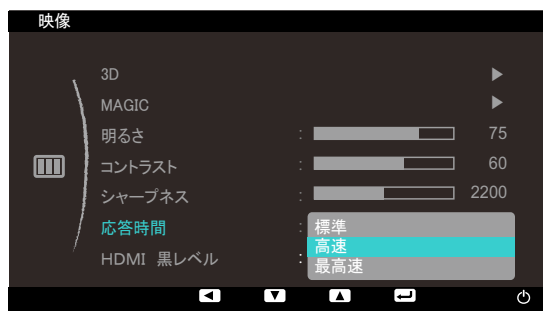 映像
3D
MAGIC
明るさ : 75
コントラスト : 60
シャープネス : 2200
応答時間 : 標準
高速
HDMI 黒レベル : 最高速